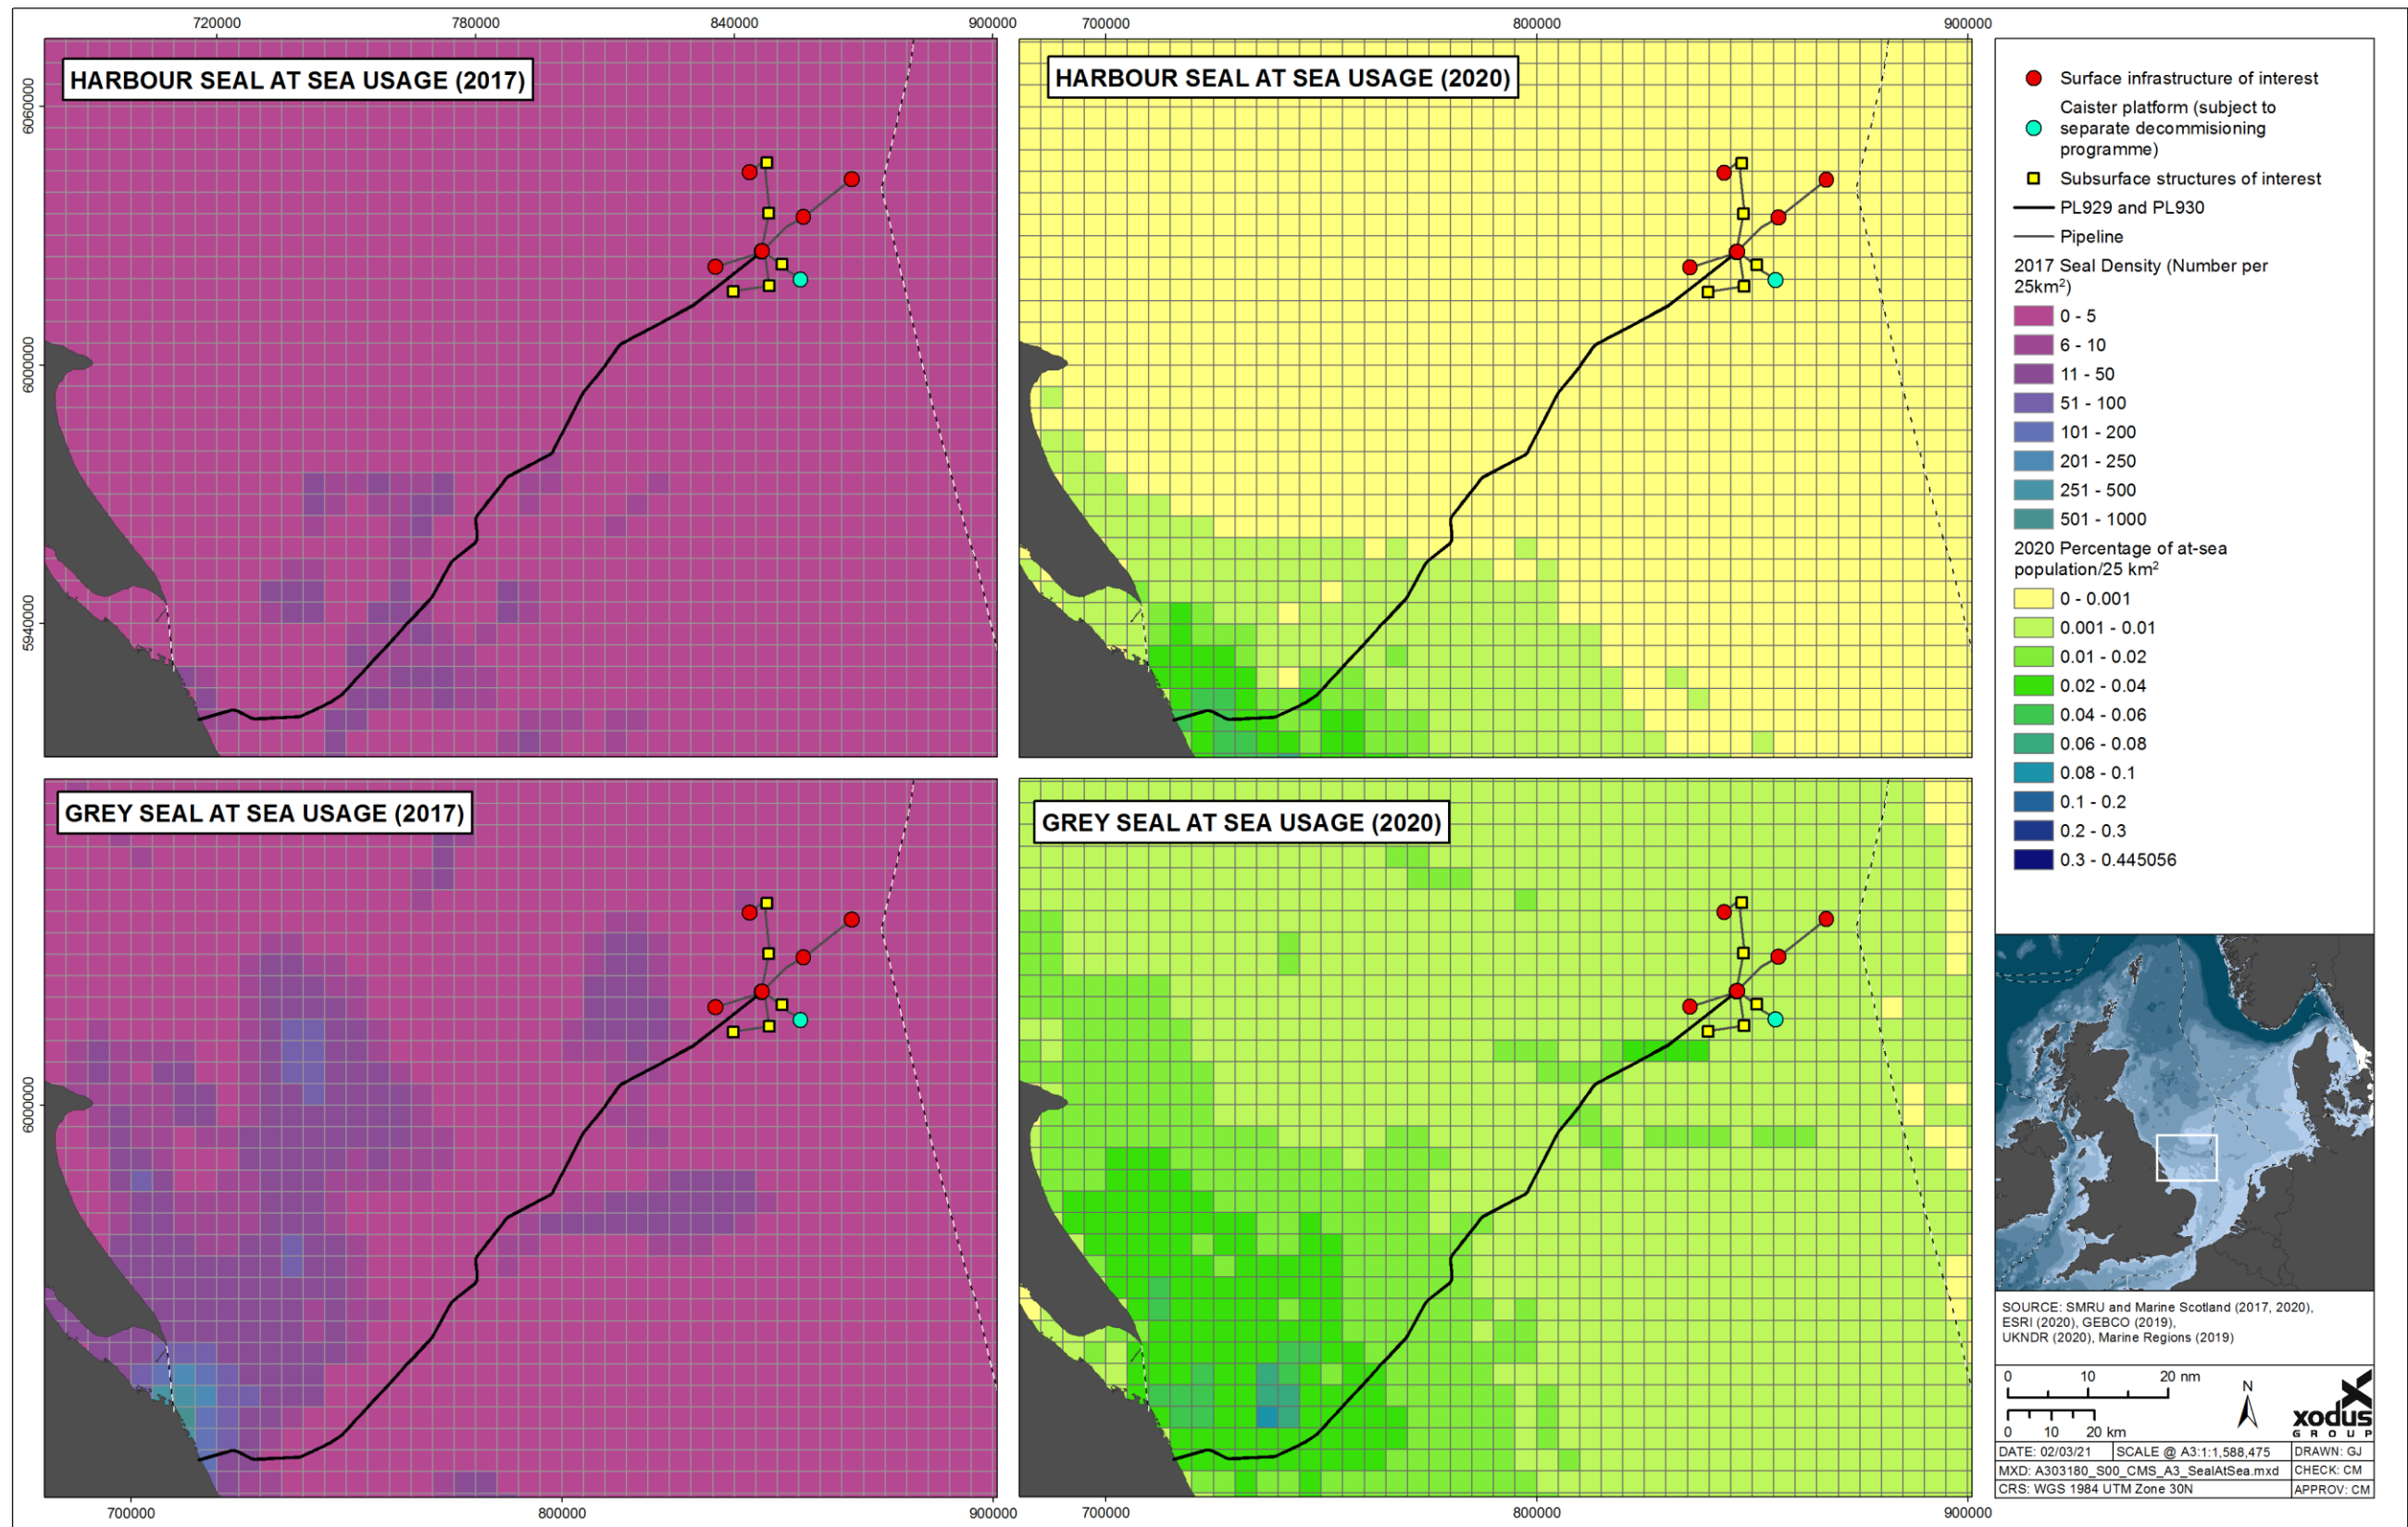 720000 780000 840000 900000 700000 800000 900000
HARBOUR SEAL AT SEA USAGE (2017)
HARBOUR SEAL AT SEA USAGE (2020)
6060000
6000000
5940000
GREY SEAL AT SEA USAGE (2017)
GREY SEAL AT SEA USAGE (2020)
6000000
700000 800000 900000 700000 800000 900000
Surface infrastructure of interest
Caister platform (subject to
separate decommisioning
programme)
Subsurface structures of interest
PL929 and PL930
Pipeline
2017 Seal Density (Number per
25km²)
0 - 5
6 - 10
11 - 50
51 - 100
101 - 200
201 - 250
251 - 500
501 - 1000
2020 Percentage of at-sea
population/25 km²
0 - 0.001
0.001 - 0.01
0.01 - 0.02
0.02 - 0.04
0.04 - 0.06
0.06 - 0.08
0.08 - 0.1
0.1 - 0.2
0.2 - 0.3
0.3 - 0.445056
SOURCE: SMRU and Marine Scotland (2017, 2020),
ESRI (2020), GEBCO (2019),
UKNDR (2020), Marine Regions (2019)
0 10 20 nm
0 10 20 km
N
xodus
GROUP
DATE: 02/03/21 SCALE @ A3:1:1,588,475 DRAWN: GJ
MXD: A303180_S00_CMS_A3_SealAtSea.mxd CHECK: CM
CRS: WGS 1984 UTM Zone 30N APPROV: CM